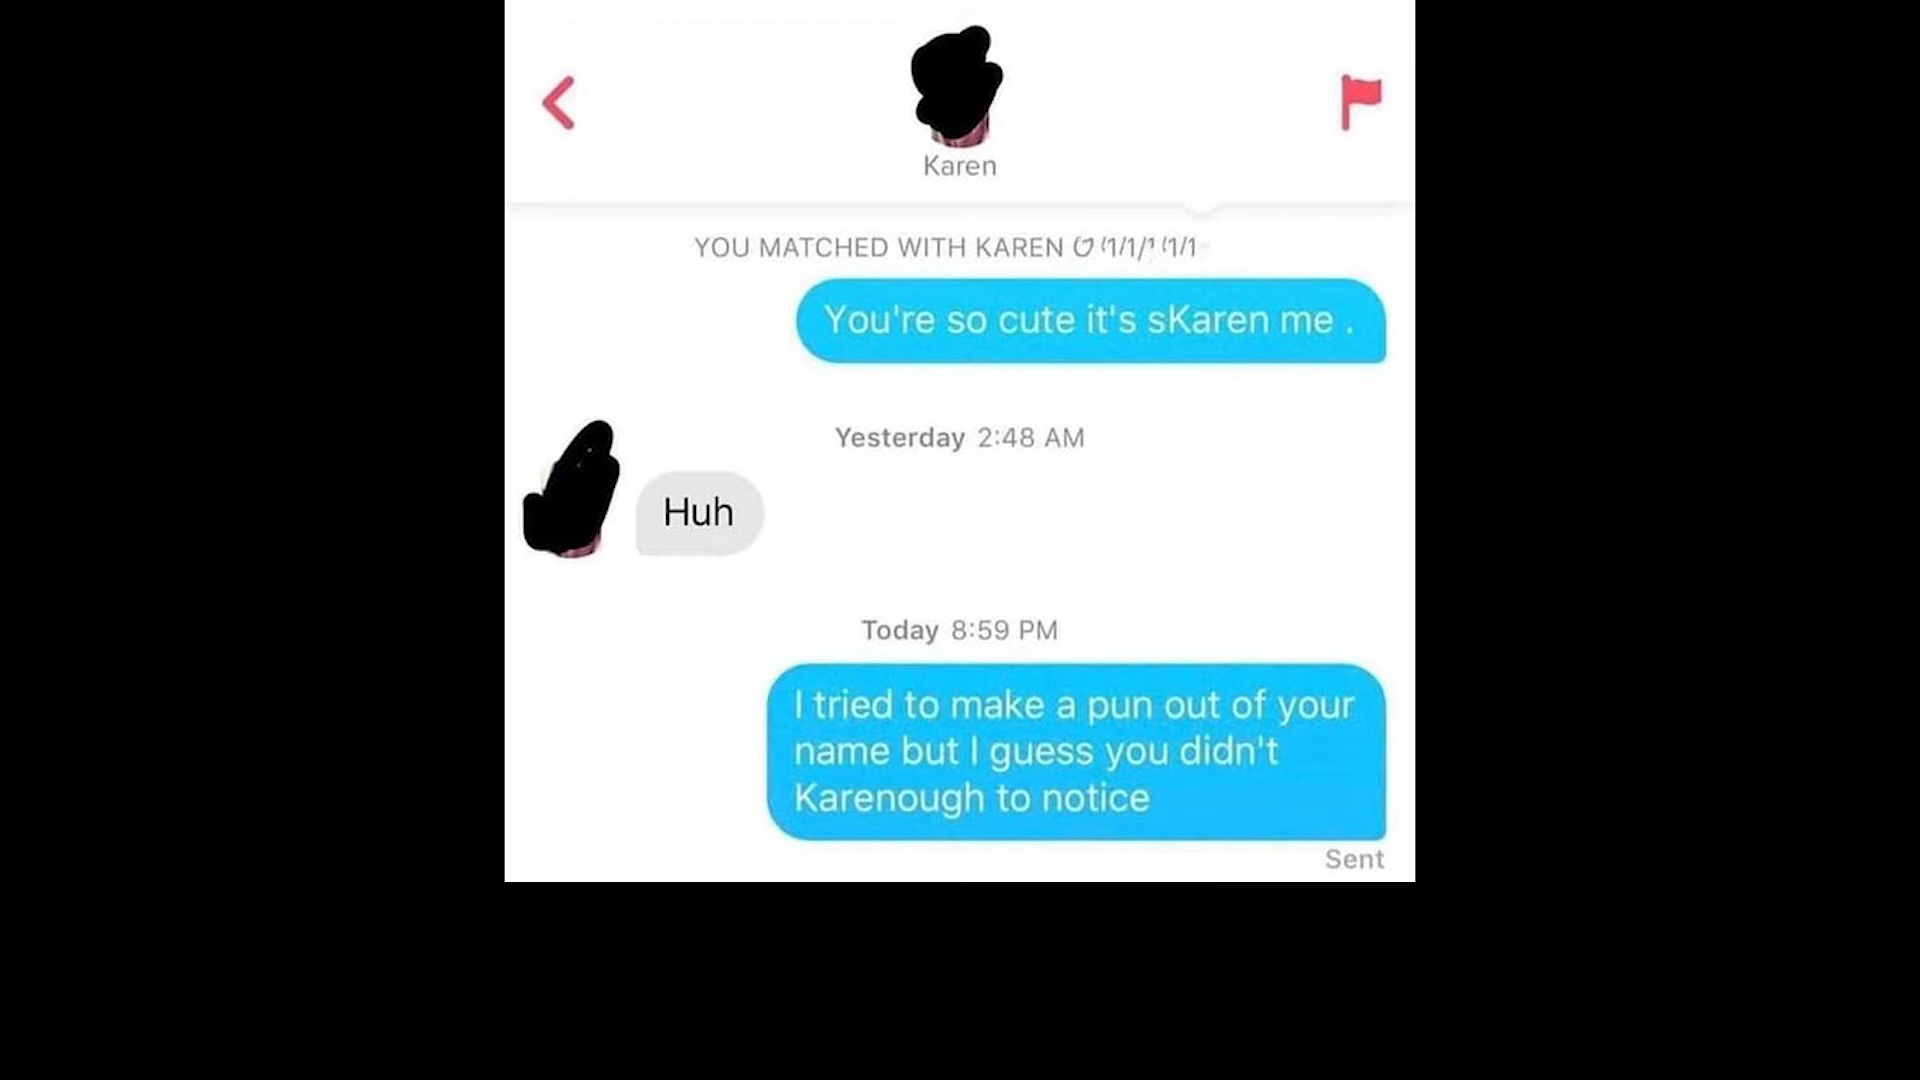 Karen
YOU MATCHED WITH KAREN
You're so cute it's sKaren me .
Yesterday 2:48 AM
Huh
Today 8:59 PM
I tried to make a pun out of your
name but I guess you didn't
Karenough to notice
Sent